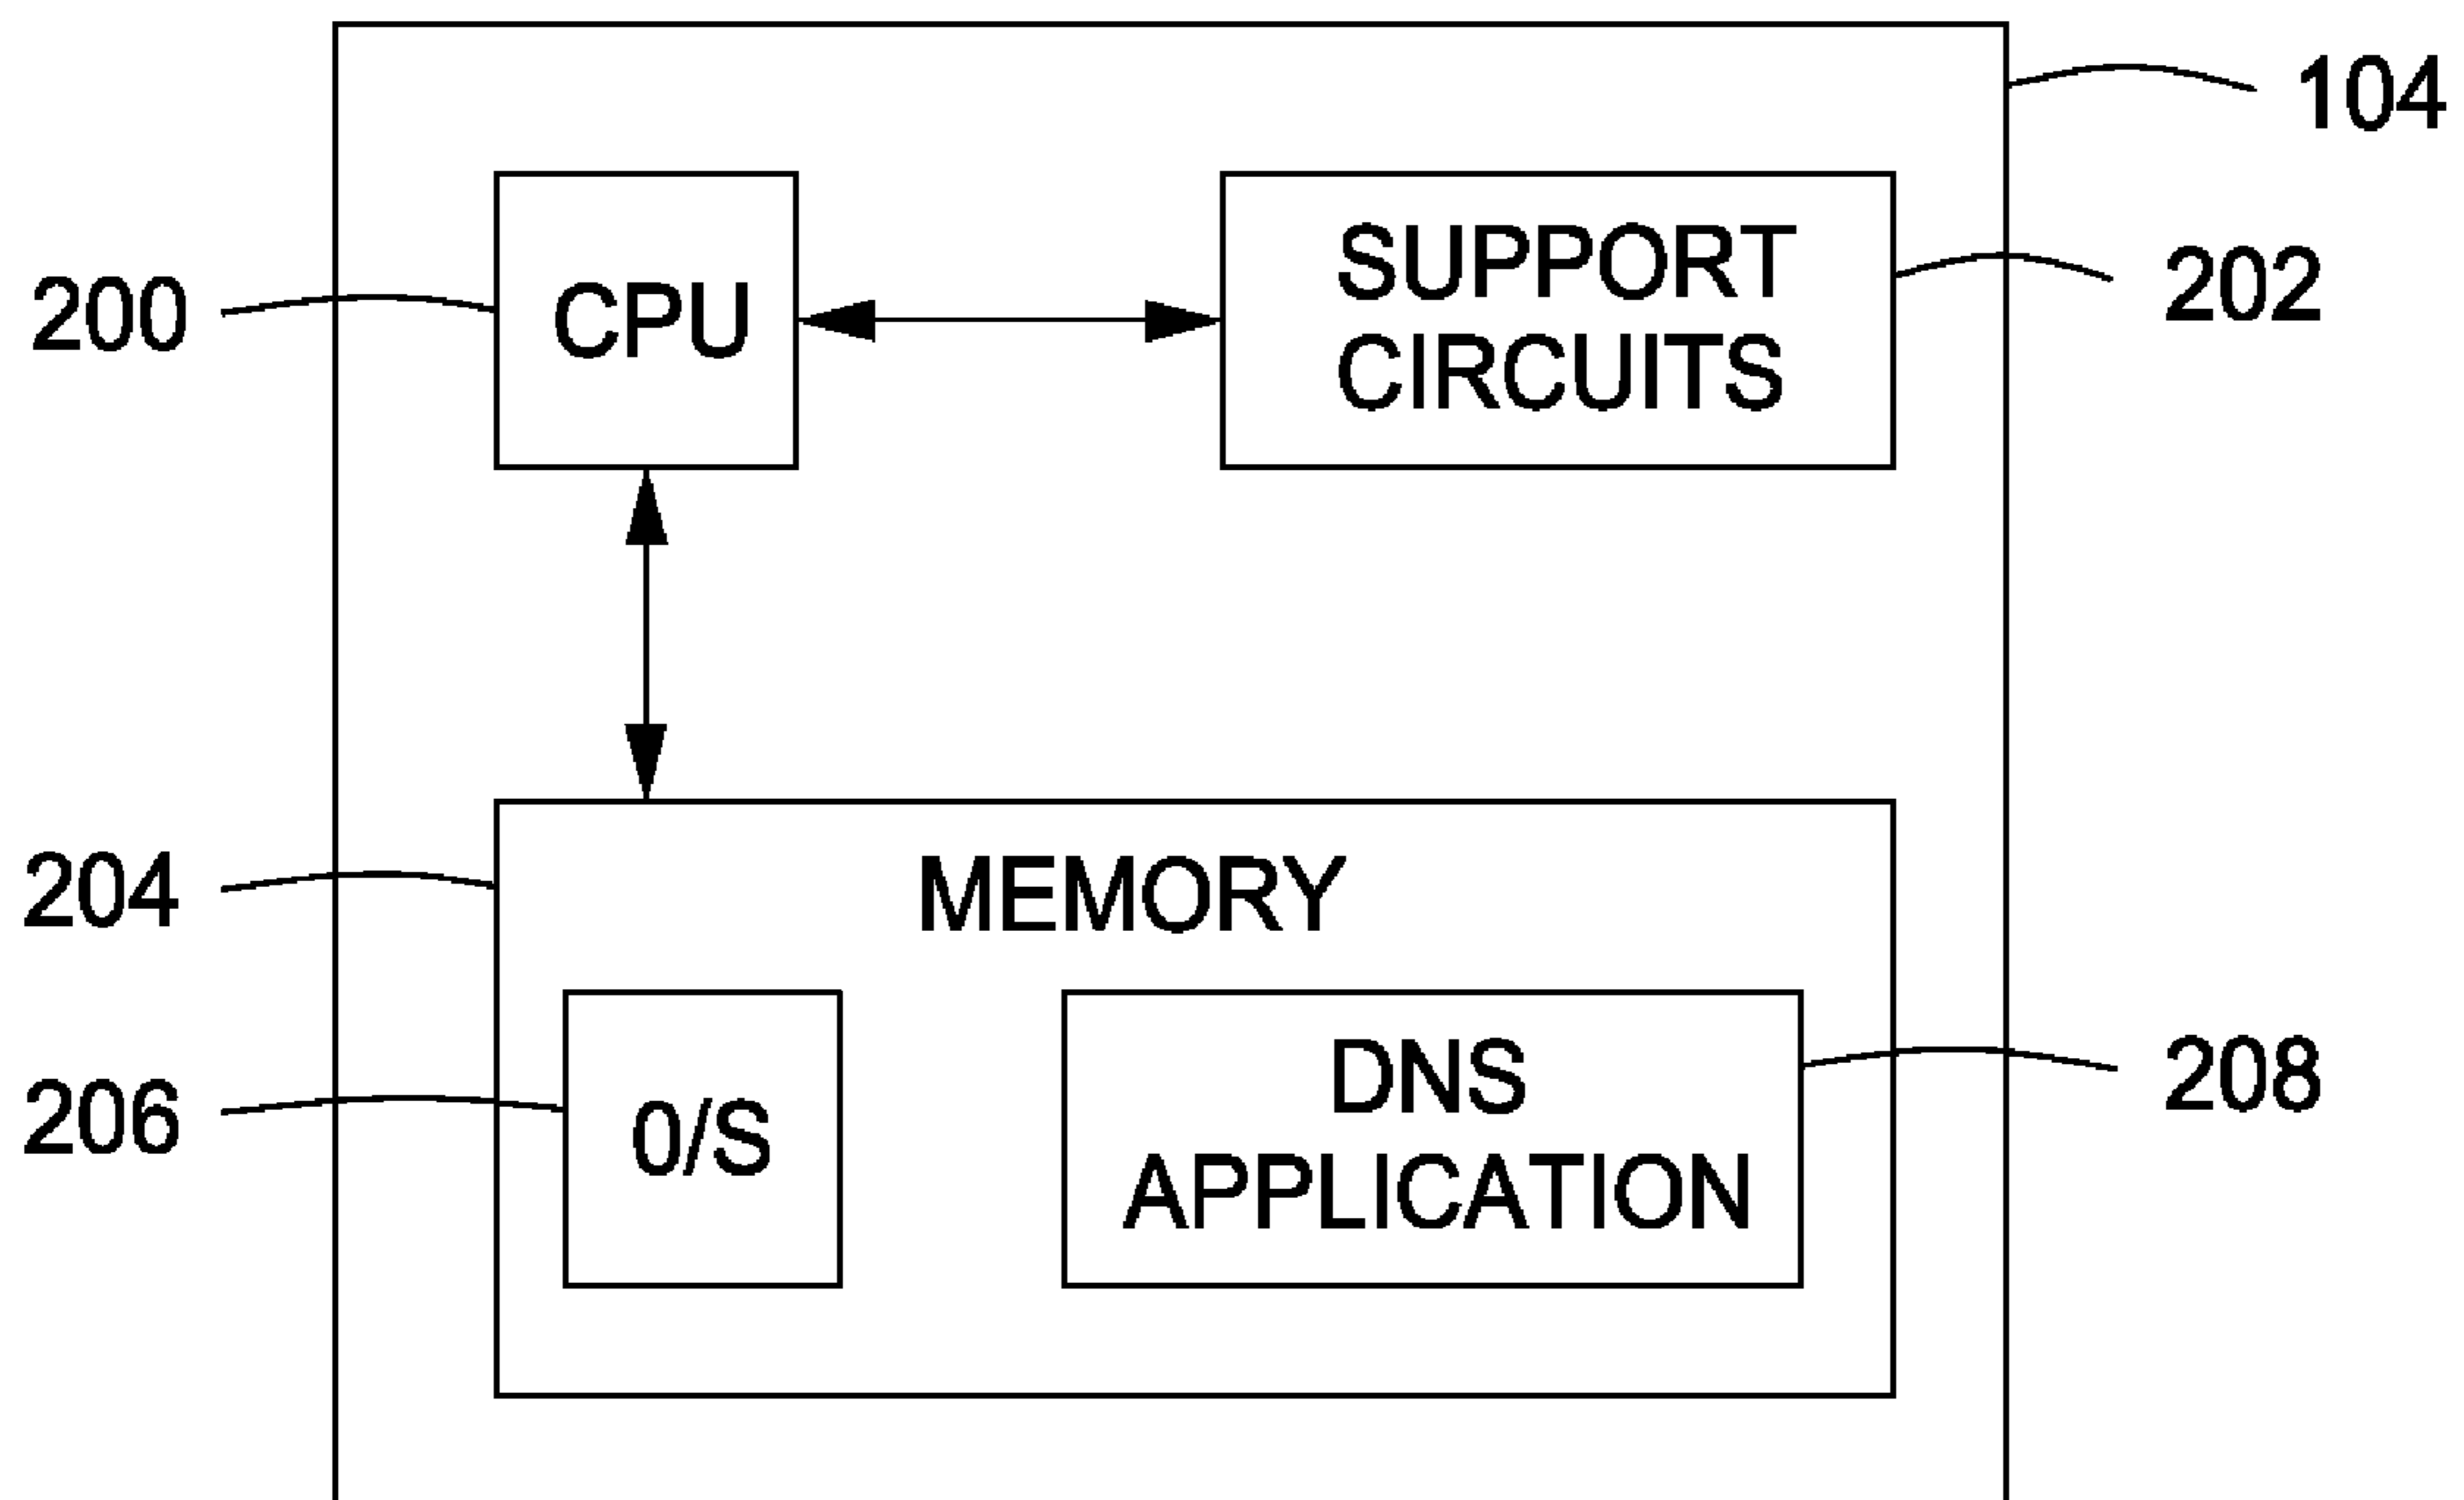 104
200
CPU
SUPPORT
CIRCUITS
202
204
MEMORY
206
0/S
DNS
APPLICATION
208